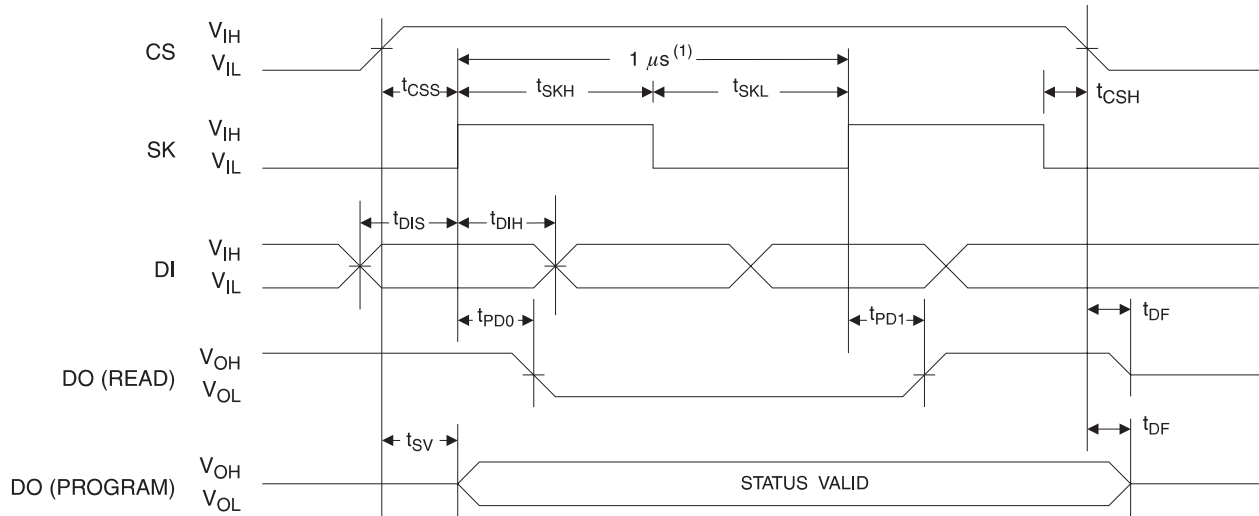 CS V_IH
V_IL
1 μs(1)
t_CSS t_SKH t_SKL t_CSH
SK V_IH
V_IL
t_DIS t_DIH
DI V_IH
V_IL
t_PD0 t_PD1 t_DF
DO (READ) V_OH
V_OL
t_SV t_DF
DO (PROGRAM) V_OH
V_OL
STATUS VALID